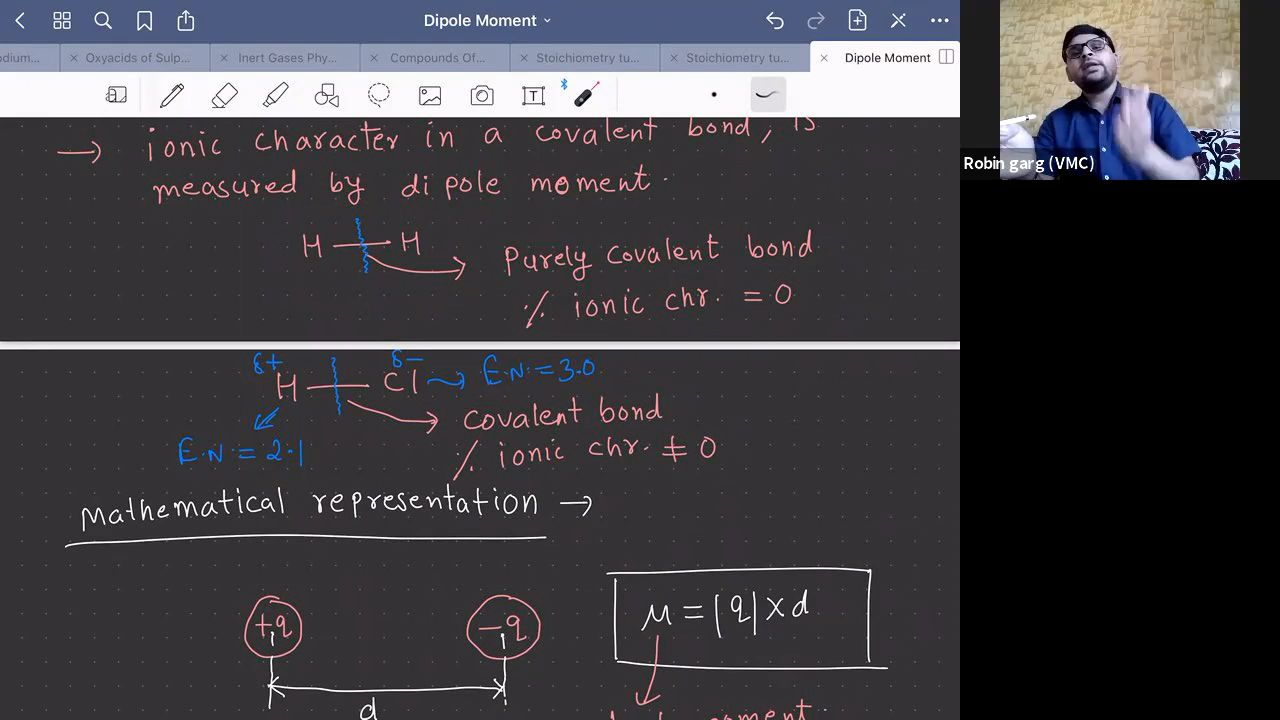 Dipole Moment
odium...
Oxyacids of Sulp...
Inert Gases Phy...
Compounds Of...
Stoichiometry tu...
Stoichiometry tu...
Dipole Moment
T
Robin garg (VMC)
→ ionic character in a covalent bond, is
measured by dipole moment.
H — H → Purely covalent bond
% ionic chr. = 0
δ+ δ-
H — Cl → E.N. = 3.0
E.N. = 2.1
covalent bond
% ionic chr. ≠ 0
Mathematical representation →
+q -q
μ = |q| × d
d